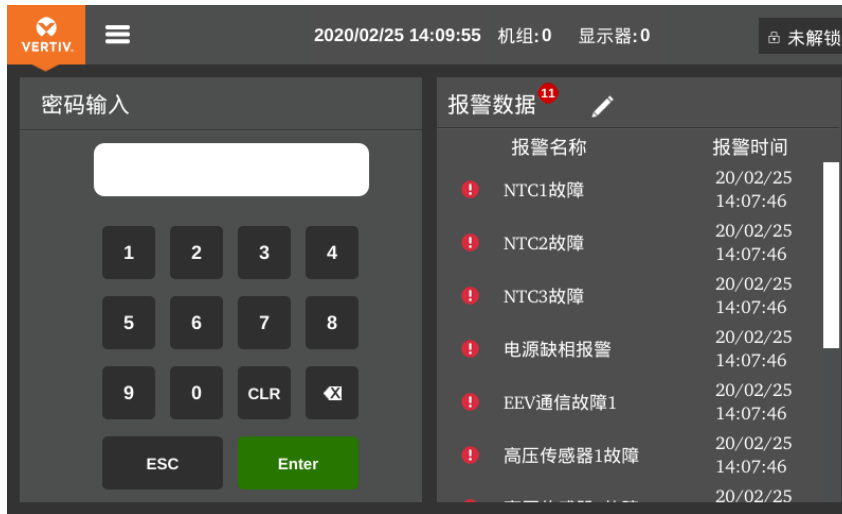 VERTIV.
2020/02/25 14:09:55 机组:0 显示器:0
未解锁
密码输入
1 2 3 4
5 6 7 8
9 0 CLR
ESC Enter
报警数据 11
报警名称 报警时间
NTC1故障 20/02/25
14:07:46
NTC2故障 20/02/25
14:07:46
NTC3故障 20/02/25
14:07:46
电源缺相报警 20/02/25
14:07:46
EEV通信故障1 20/02/25
14:07:46
高压传感器1故障 20/02/25
14:07:46
20/02/25